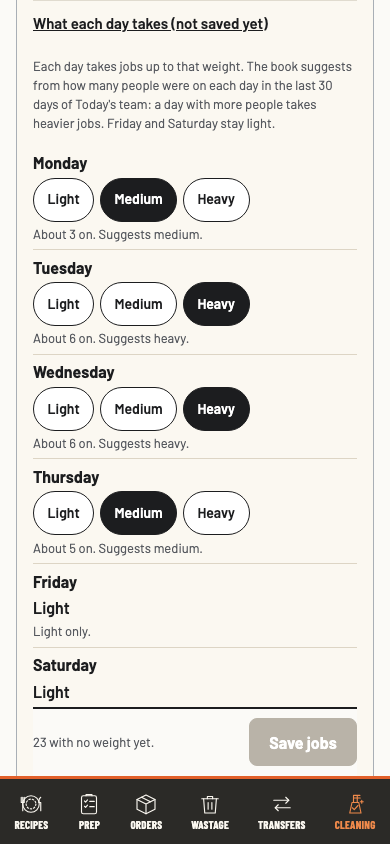 What each day takes (not saved yet)
Each day takes jobs up to that weight. The book suggests
from how many people were on each day in the last 30
days of Today's team: a day with more people takes
heavier jobs. Friday and Saturday stay light.
Monday
Light Medium Heavy
About 3 on. Suggests medium.
Tuesday
Light Medium Heavy
About 6 on. Suggests heavy.
Wednesday
Light Medium Heavy
About 6 on. Suggests heavy.
Thursday
Light Medium Heavy
About 5 on. Suggests medium.
Friday
Light
Light only.
Saturday
Light
23 with no weight yet. Save jobs
RECIPES PREP ORDERS WASTAGE TRANSFERS CLEANING